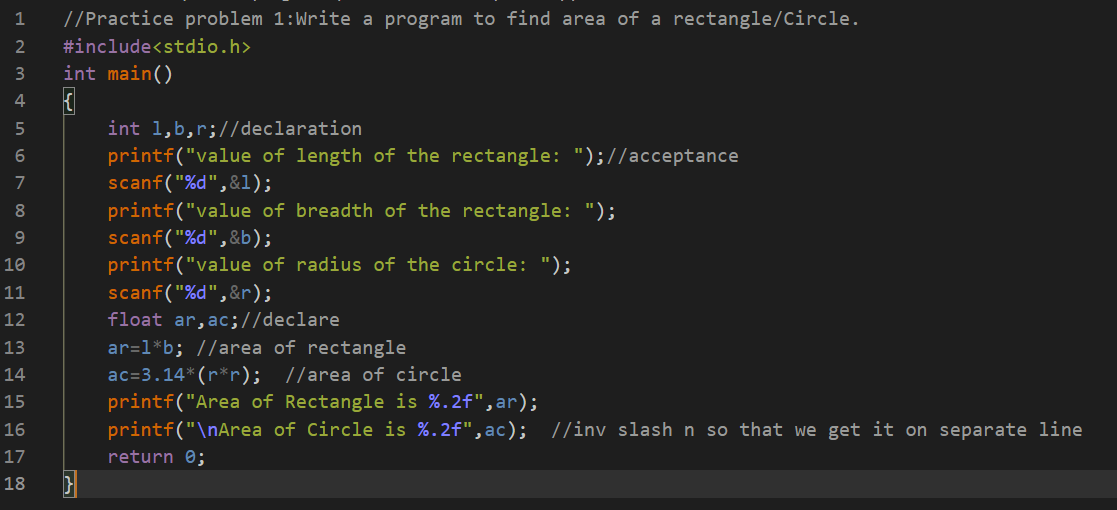 1 //Practice problem 1:Write a program to find area of a rectangle/Circle.
2 #include<stdio.h>
3 int main()
4 {
5     int l,b,r;//declaration
6     printf("value of length of the rectangle: ");//acceptance
7     scanf("%d",&l);
8     printf("value of breadth of the rectangle: ");
9     scanf("%d",&b);
10     printf("value of radius of the circle: ");
11     scanf("%d",&r);
12     float ar,ac;//declare
13     ar=l*b; //area of rectangle
14     ac=3.14*(r*r);  //area of circle
15     printf("Area of Rectangle is %.2f",ar);
16     printf("\nArea of Circle is %.2f",ac);  //inv slash n so that we get it on separate line
17     return 0;
18 }